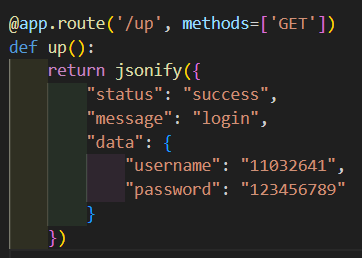 @app.route('/up', methods=['GET'])
def up():
    return jsonify({
        "status": "success",
        "message": "login",
        "data": {
            "username": "11032641",
            "password": "123456789"
        }
    })